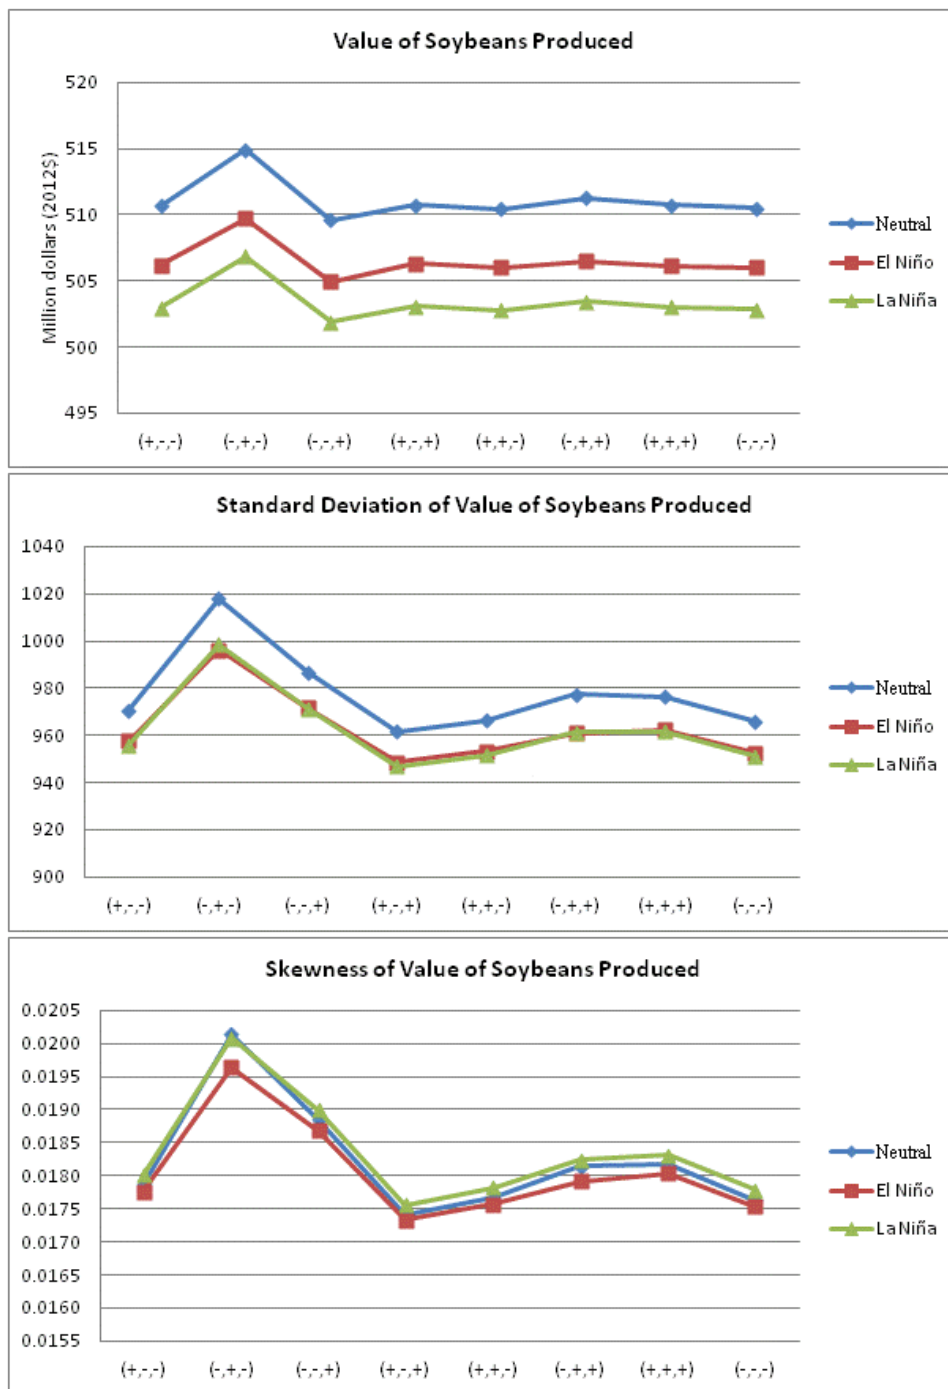 Value of Soybeans Produced
Million dollars (2012$)
520
515
510
505
500
495
(+,-,-) (-,+,-) (-,-,+) (+,-,+) (+,+,-) (-,+,+) (+,+,+) (-,-,-)
Neutral
El Niño
La Niña
Standard Deviation of Value of Soybeans Produced
1040
1020
1000
980
960
940
920
900
(+,-,-) (-,+,-) (-,-,+) (+,-,+) (+,+,-) (-,+,+) (+,+,+) (-,-,-)
Neutral
El Niño
La Niña
Skewness of Value of Soybeans Produced
0.0205
0.0200
0.0195
0.0190
0.0185
0.0180
0.0175
0.0170
0.0165
0.0160
0.0155
(+,-,-) (-,+,-) (-,-,+) (+,-,+) (+,+,-) (-,+,+) (+,+,+) (-,-,-)
Neutral
El Niño
La Niña